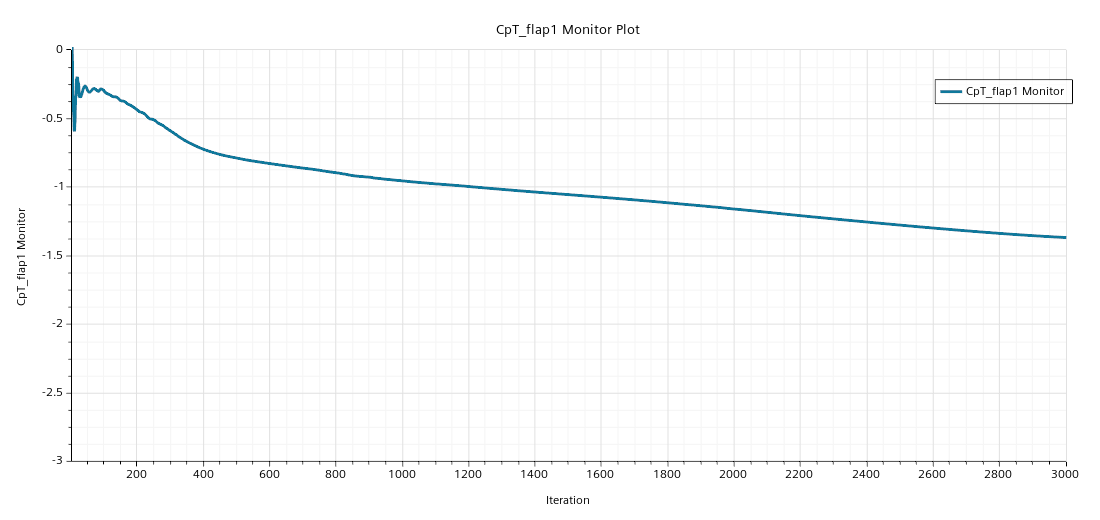 CpT_flap1 Monitor Plot
CpT_flap1 Monitor
CpT_flap1 Monitor
0
-0.5
-1
-1.5
-2
-2.5
-3
200 400 600 800 1000 1200 1400 1600 1800 2000 2200 2400 2600 2800 3000
Iteration